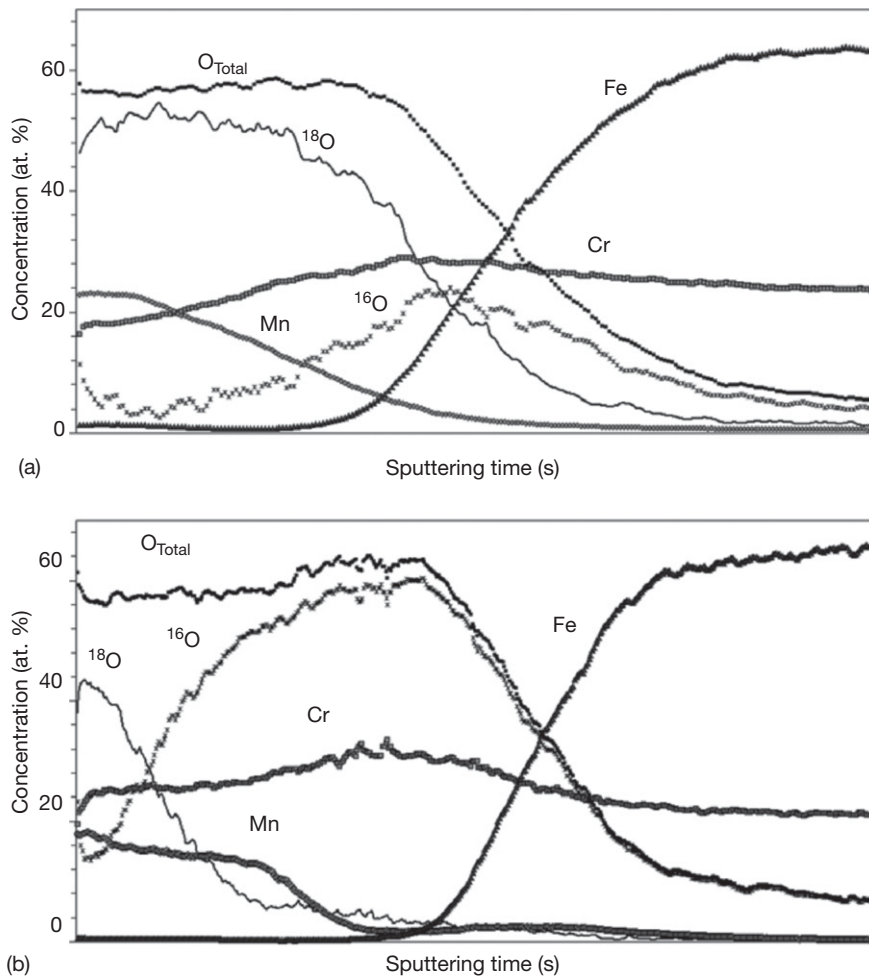 60
40
20
0
Concentration (at. %)
O_Total
^18O
Fe
Cr
^16O
Mn
(a)
Sputtering time (s)
60
40
20
0
Concentration (at. %)
O_Total
^16O
^18O
Fe
Cr
Mn
(b)
Sputtering time (s)